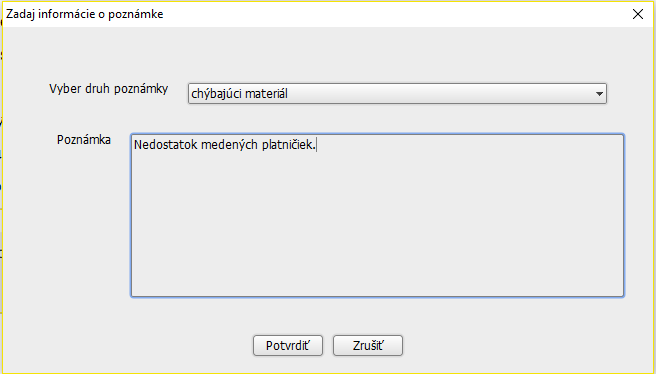 Zadaj informácie o poznámke
Vyber druh poznámky
chýbajúci materiál
Poznámka
Nedostatok medených platničiek.
Potvrdiť
Zrušiť